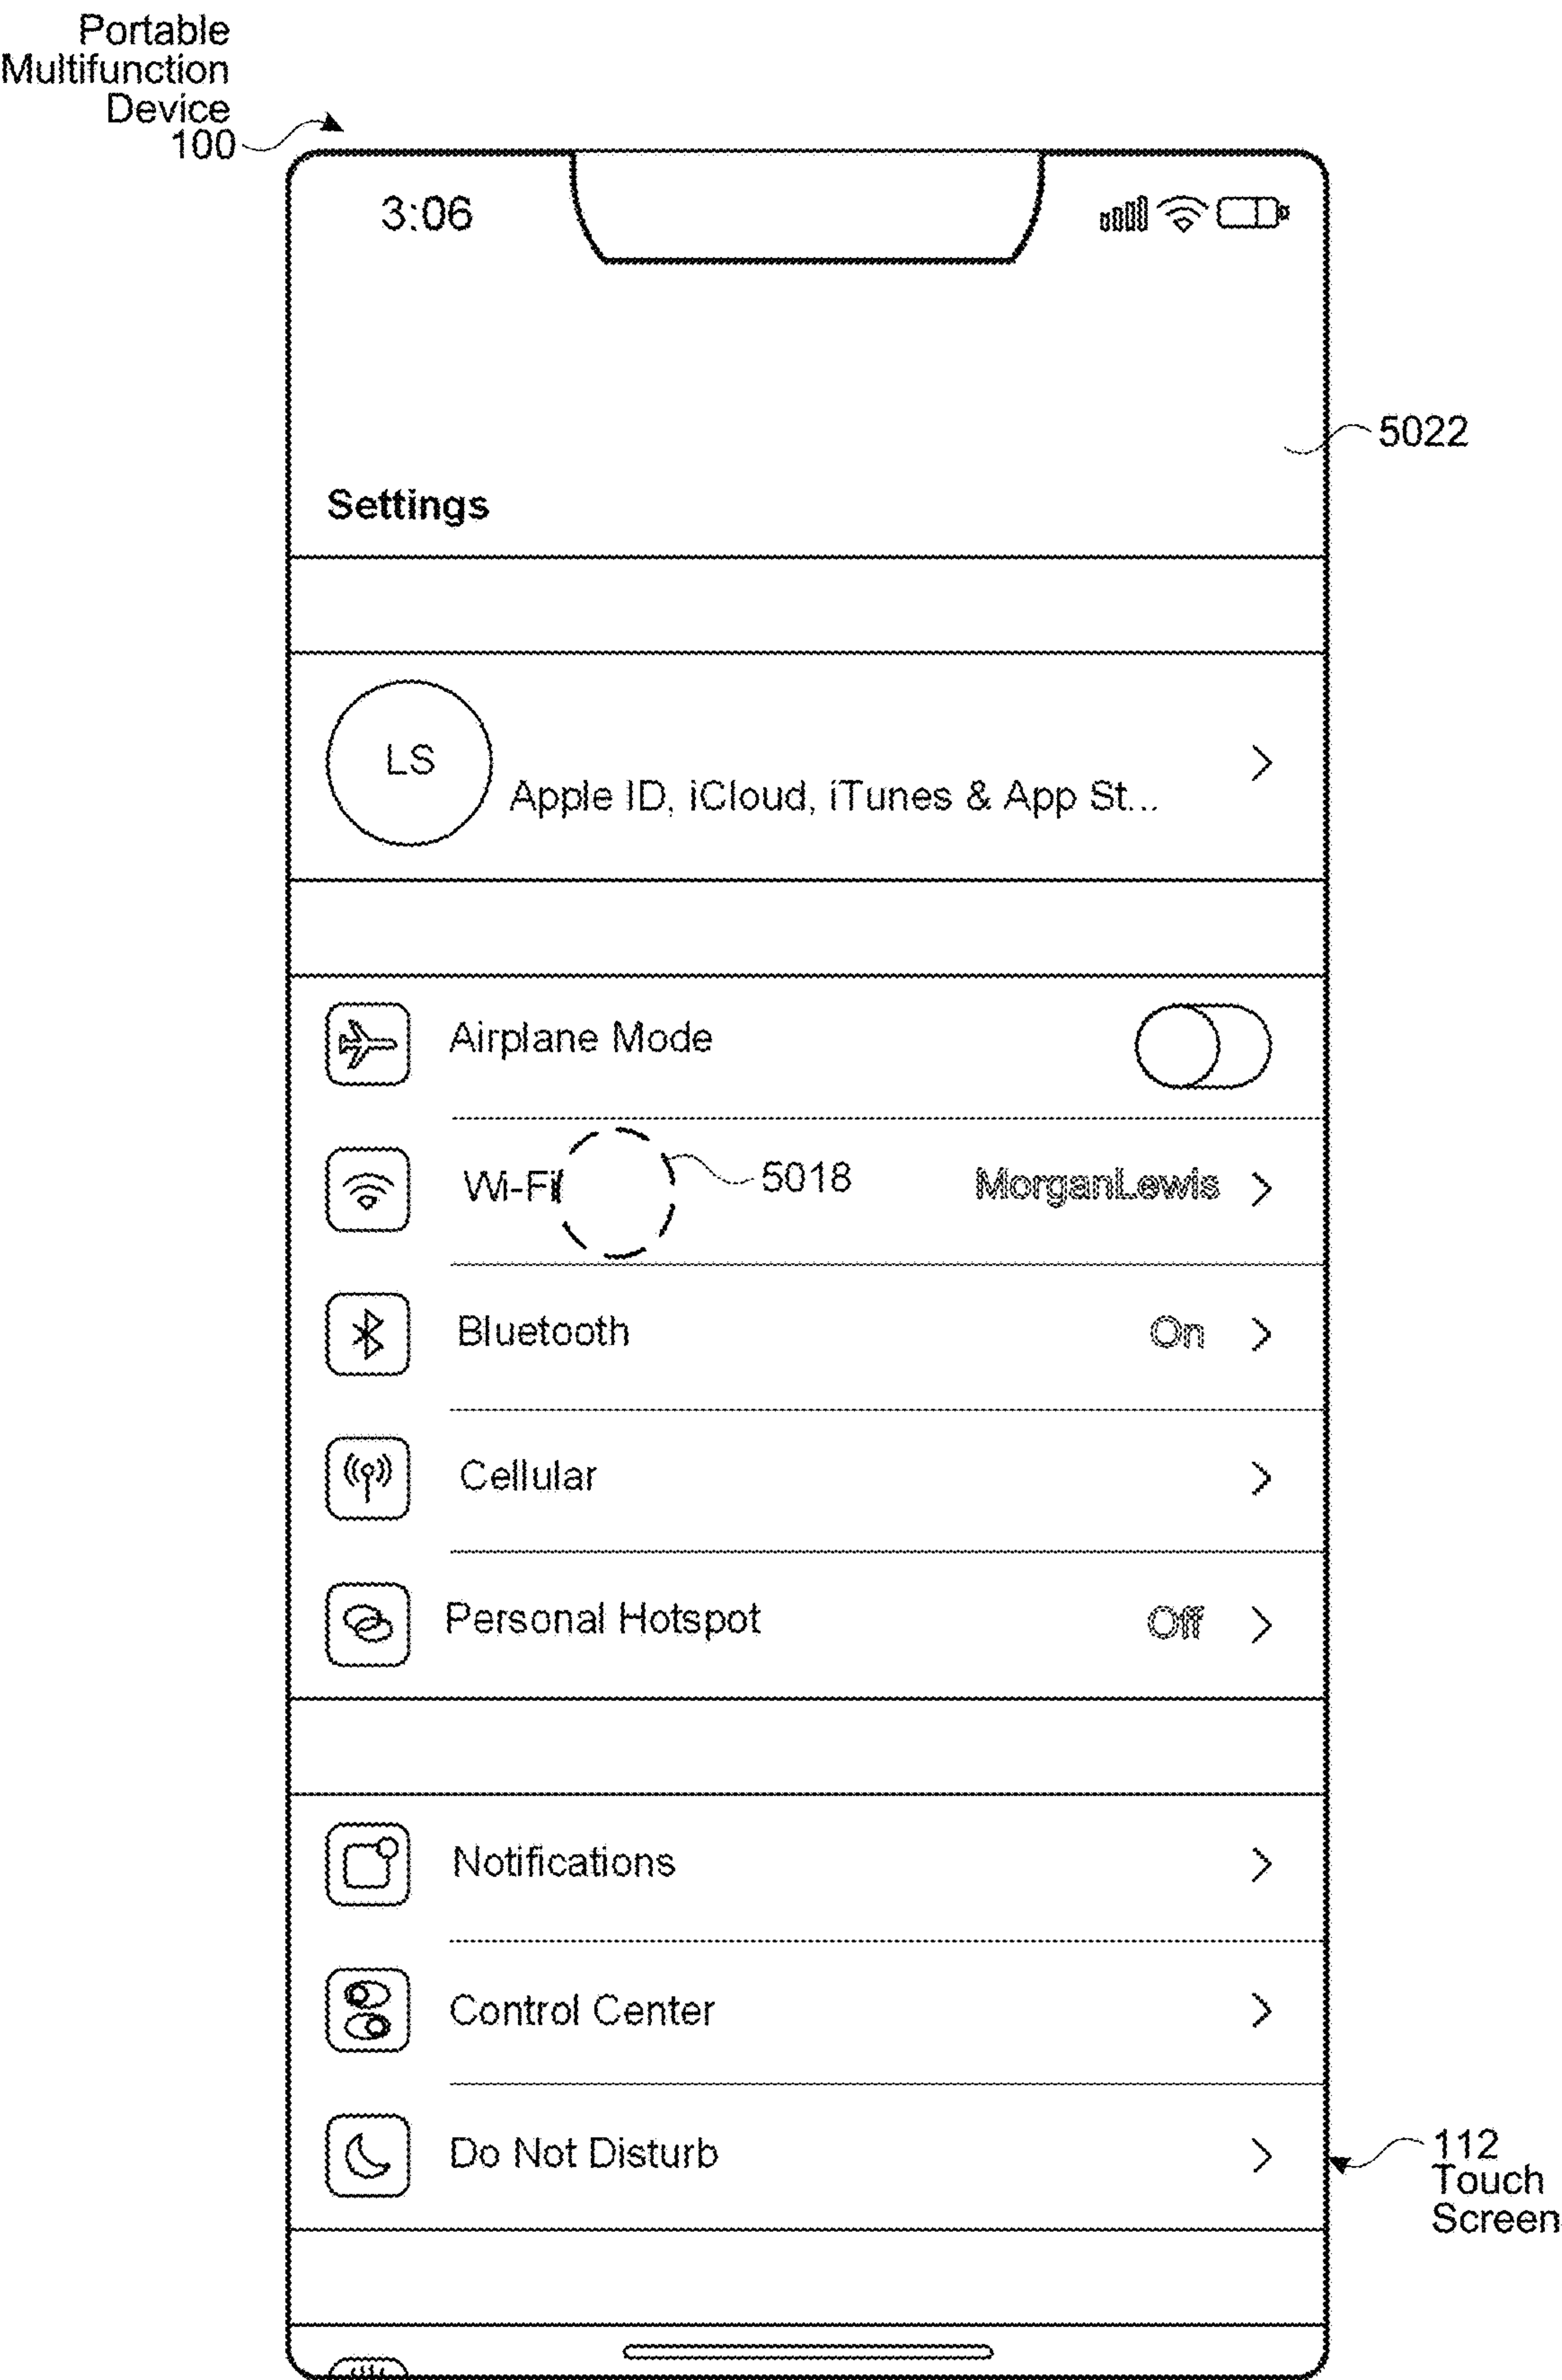 Portable
Multifunction
Device
100
3:06
5022
Settings
LS
Apple ID, iCloud, iTunes & App St...
Airplane Mode
Wi-Fi 5018 MorganLewis
Bluetooth On
Cellular
Personal Hotspot Off
Notifications
Control Center
Do Not Disturb
112
Touch
Screen